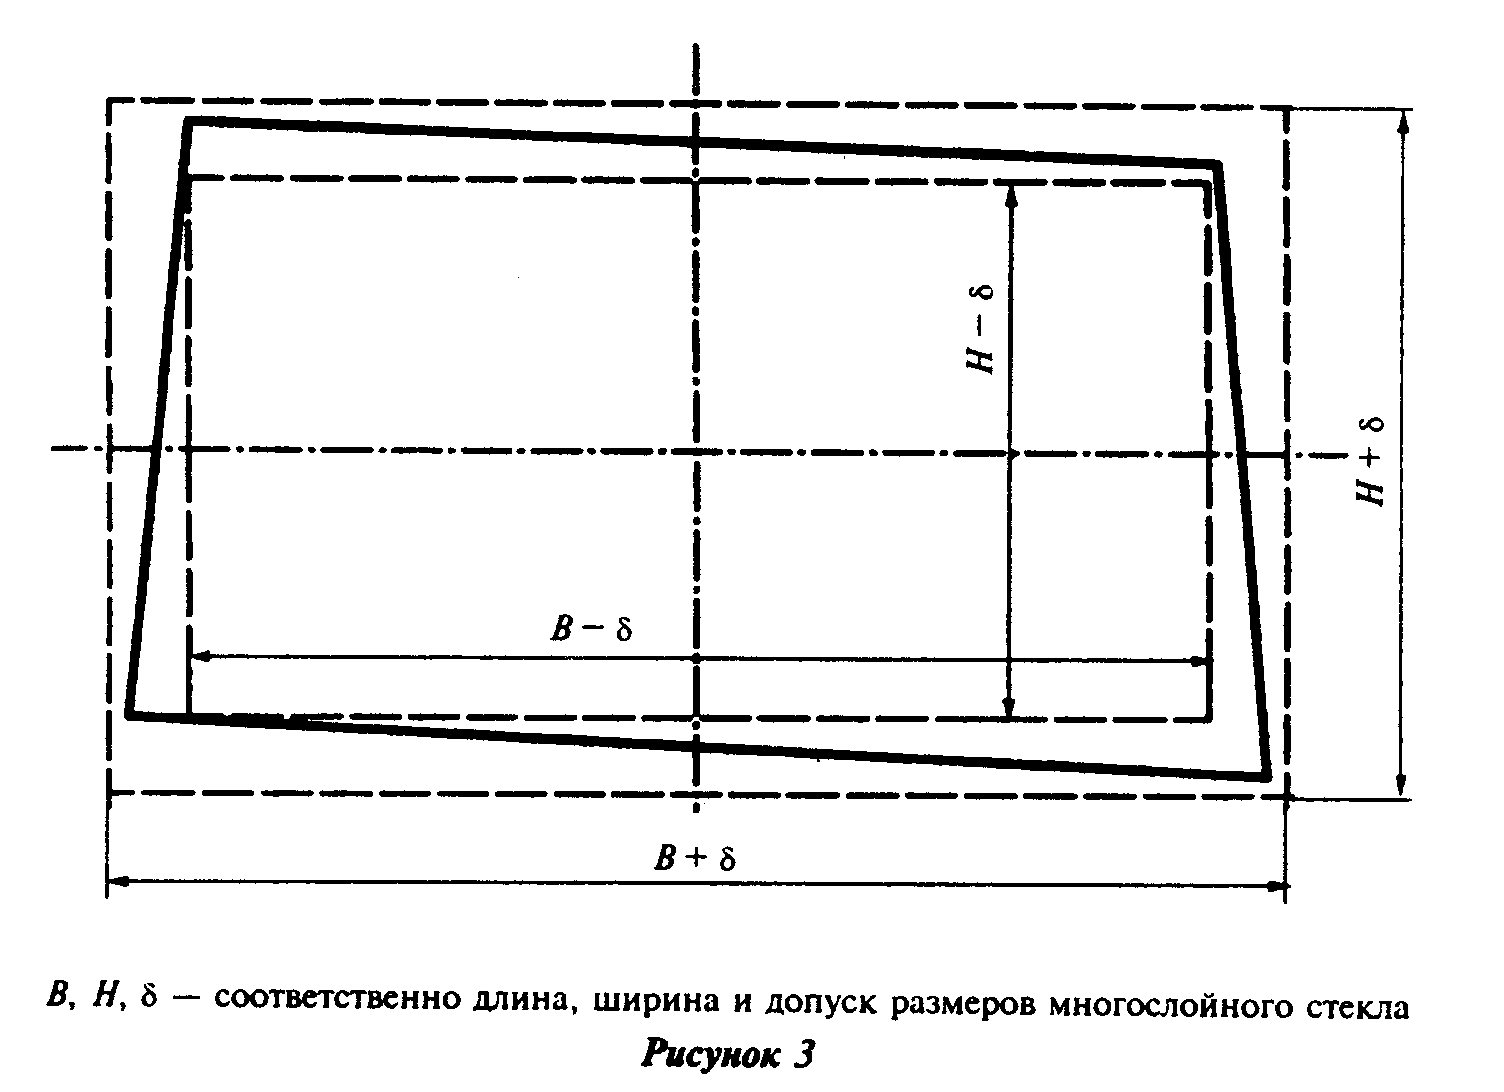 H − δ
H + δ
B − δ
B + δ
B, H, δ — соответственно длина, ширина и допуск размеров многослойного стекла
Рисунок 3